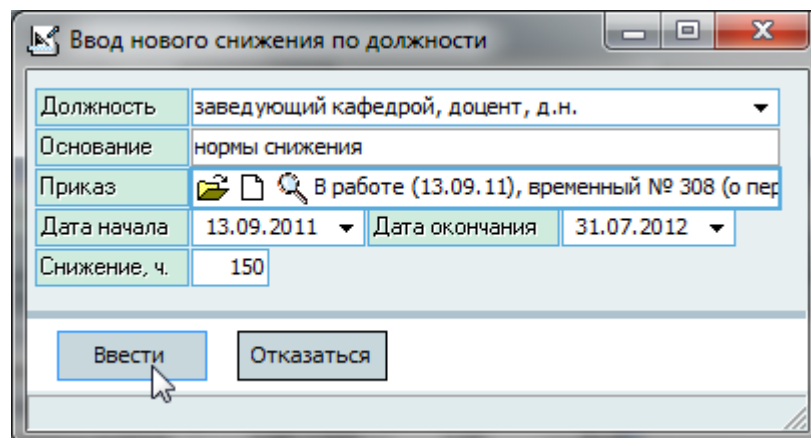 Ввод нового снижения по должности
Должность заведующий кафедрой, доцент, д.н.
Основание нормы снижения
Приказ В работе (13.09.11), временный № 308 (о пер
Дата начала 13.09.2011 Дата окончания 31.07.2012
Снижение, ч. 150
Ввести Отказаться